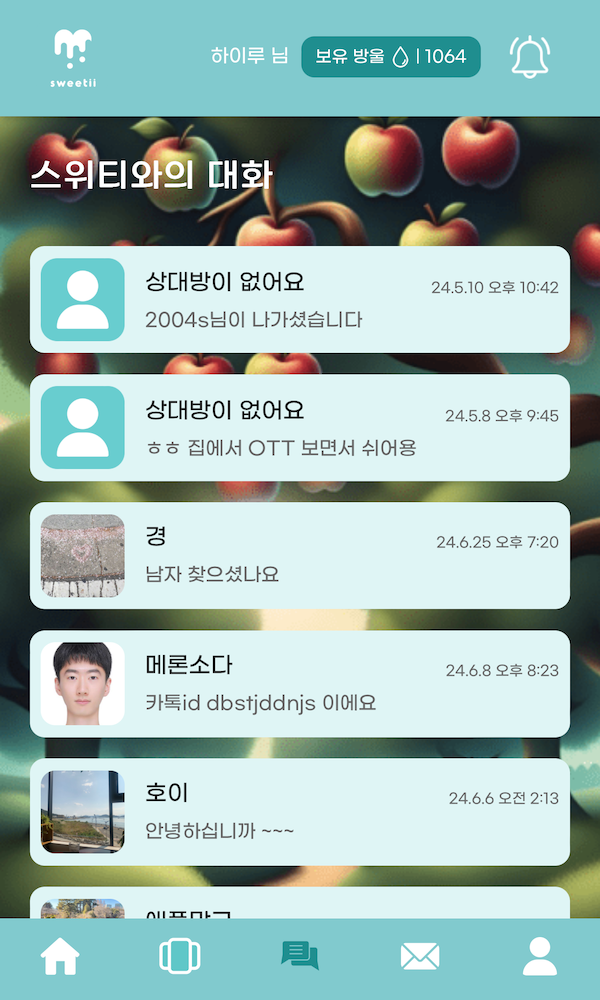 sweetii
하이루 님
보유 방울 | 1064
스위티와의 대화
상대방이 없어요
24.5.10 오후 10:42
2004s님이 나가셨습니다
상대방이 없어요
24.5.8 오후 9:45
ㅎㅎ 집에서 OTT 보면서 쉬어용
경
24.6.25 오후 7:20
남자 찾으셨나요
메론소다
24.6.8 오후 8:23
카톡id dbstjddnjs 이에요
호이
24.6.6 오전 2:13
안녕하십니까 ~~~